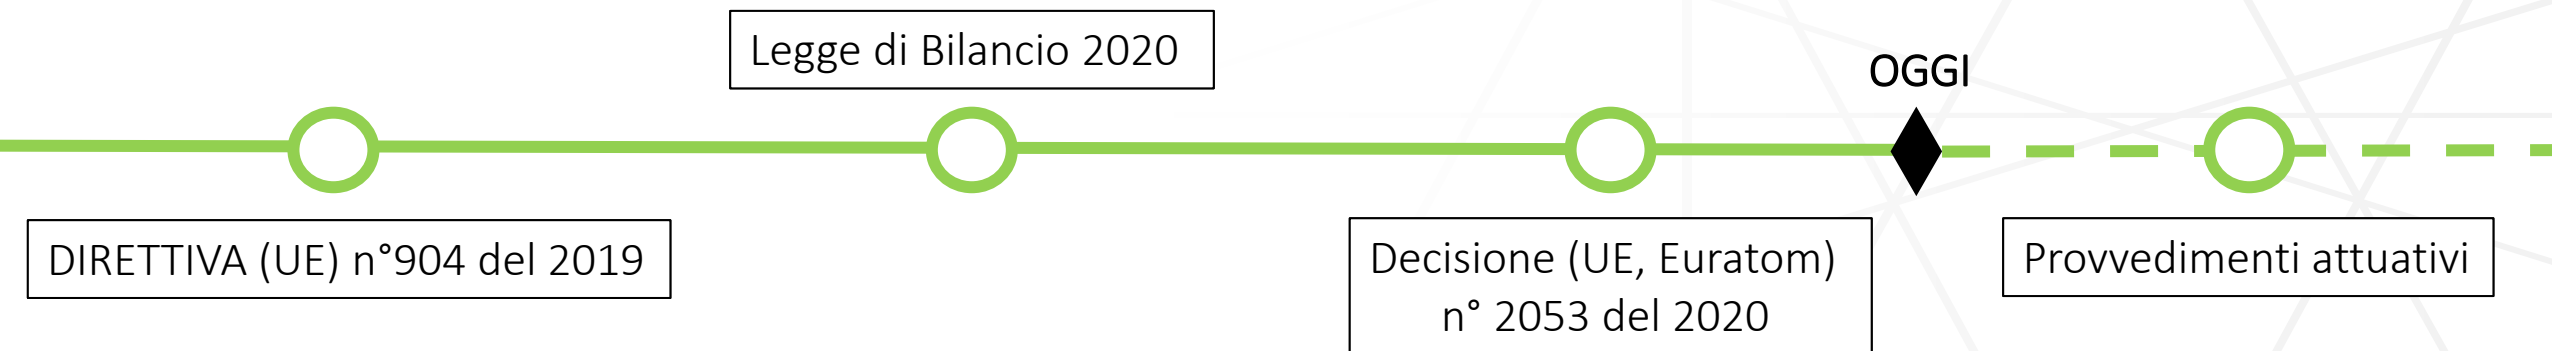 Legge di Bilancio 2020
OGGI
DIRETTIVA (UE) n°904 del 2019
Decisione (UE, Euratom)
n° 2053 del 2020
Provvedimenti attuativi